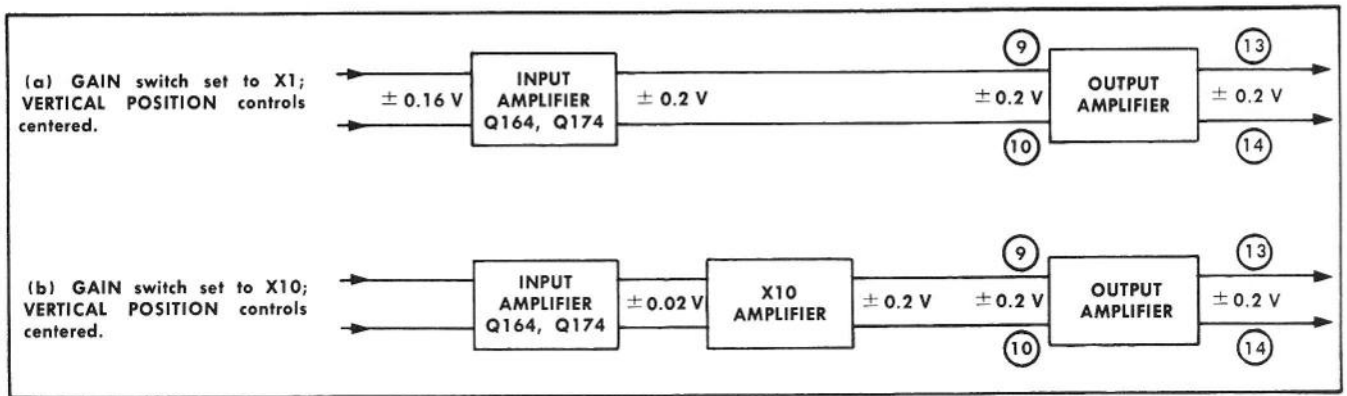 (a) GAIN switch set to X1;
VERTICAL POSITION controls
centered.
± 0.16 V
INPUT
AMPLIFIER
Q164, Q174
± 0.2 V
9
± 0.2 V
10
OUTPUT
AMPLIFIER
13
± 0.2 V
14
(b) GAIN switch set to X10;
VERTICAL POSITION controls
centered.
INPUT
AMPLIFIER
Q164, Q174
± 0.02 V
X10
AMPLIFIER
± 0.2 V
9
± 0.2 V
10
OUTPUT
AMPLIFIER
13
± 0.2 V
14